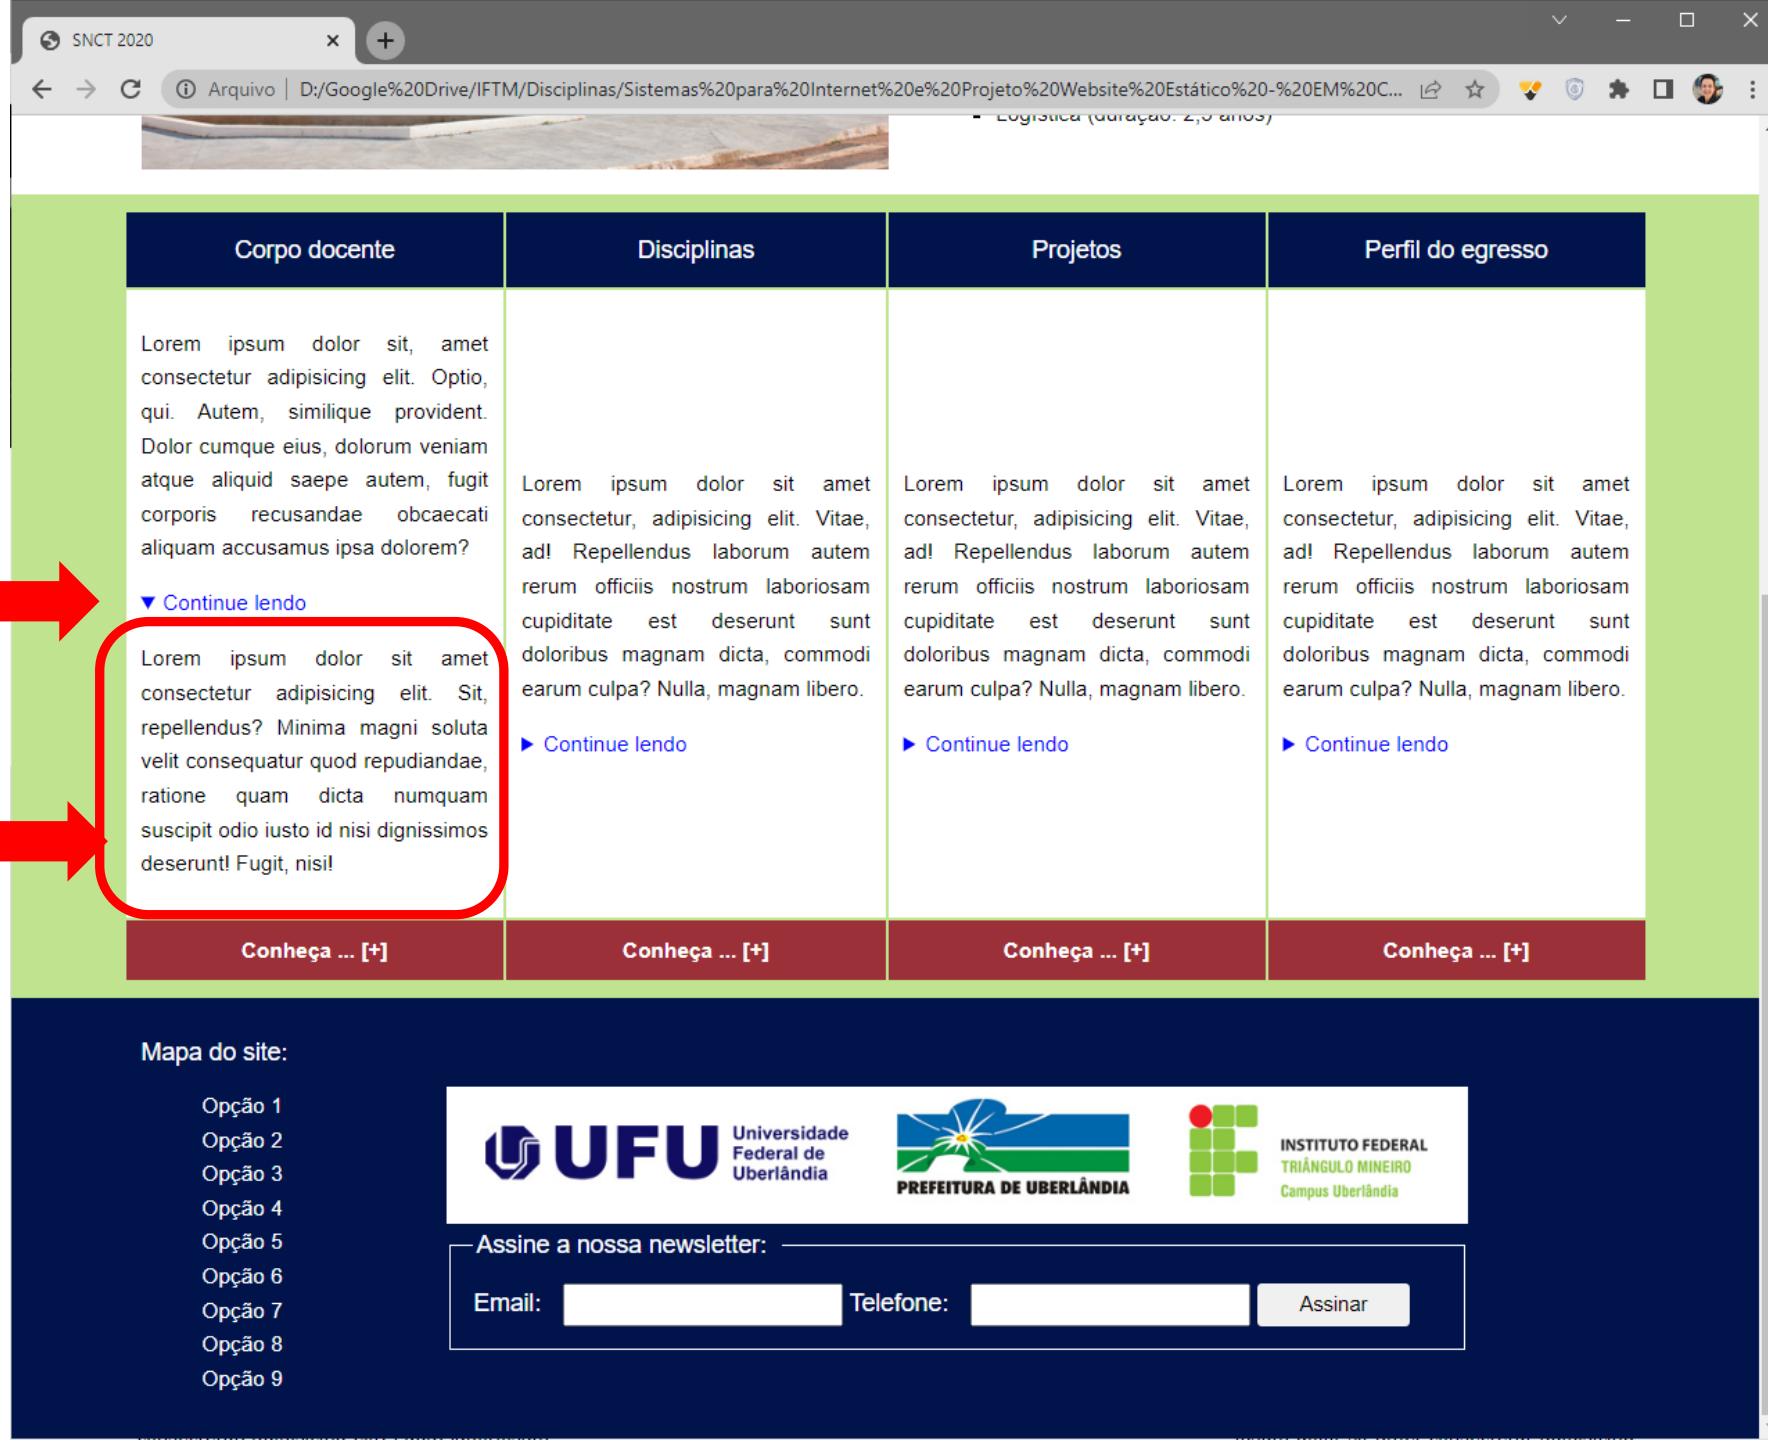 SNCT 2020
Arquivo | D:/Google%20Drive/IFTM/Disciplinas/Sistemas%20para%20Internet%20e%20Projeto%20Website%20Estático%20-%20EM%20C...
Logística (duração: 2,5 anos)
Corpo docente
Lorem ipsum dolor sit, amet
consectetur adipisicing elit. Optio,
qui. Autem, similique provident.
Dolor cumque eius, dolorum veniam
atque aliquid saepe autem, fugit
corporis recusandae obcaecati
aliquam accusamus ipsa dolorem?
▼ Continue lendo
Lorem ipsum dolor sit amet
consectetur adipisicing elit. Sit,
repellendus? Minima magni soluta
velit consequatur quod repudiandae,
ratione quam dicta numquam
suscipit odio iusto id nisi dignissimos
deserunt! Fugit, nisi!
Conheça ... [+]
Disciplinas
Lorem ipsum dolor sit amet
consectetur, adipisicing elit. Vitae,
ad! Repellendus laborum autem
rerum officiis nostrum laboriosam
cupiditate est deserunt sunt
doloribus magnam dicta, commodi
earum culpa? Nulla, magnam libero.
▶ Continue lendo
Conheça ... [+]
Projetos
Lorem ipsum dolor sit amet
consectetur, adipisicing elit. Vitae,
ad! Repellendus laborum autem
rerum officiis nostrum laboriosam
cupiditate est deserunt sunt
doloribus magnam dicta, commodi
earum culpa? Nulla, magnam libero.
▶ Continue lendo
Conheça ... [+]
Perfil do egresso
Lorem ipsum dolor sit amet
consectetur, adipisicing elit. Vitae,
ad! Repellendus laborum autem
rerum officiis nostrum laboriosam
cupiditate est deserunt sunt
doloribus magnam dicta, commodi
earum culpa? Nulla, magnam libero.
▶ Continue lendo
Conheça ... [+]
Mapa do site:
Opção 1
Opção 2
Opção 3
Opção 4
Opção 5
Opção 6
Opção 7
Opção 8
Opção 9
UFU
Universidade
Federal de
Uberlândia
PREFEITURA DE UBERLÂNDIA
INSTITUTO FEDERAL
TRIÂNGULO MINEIRO
Campus Uberlândia
Assine a nossa newsletter:
Email:
Telefone:
Assinar